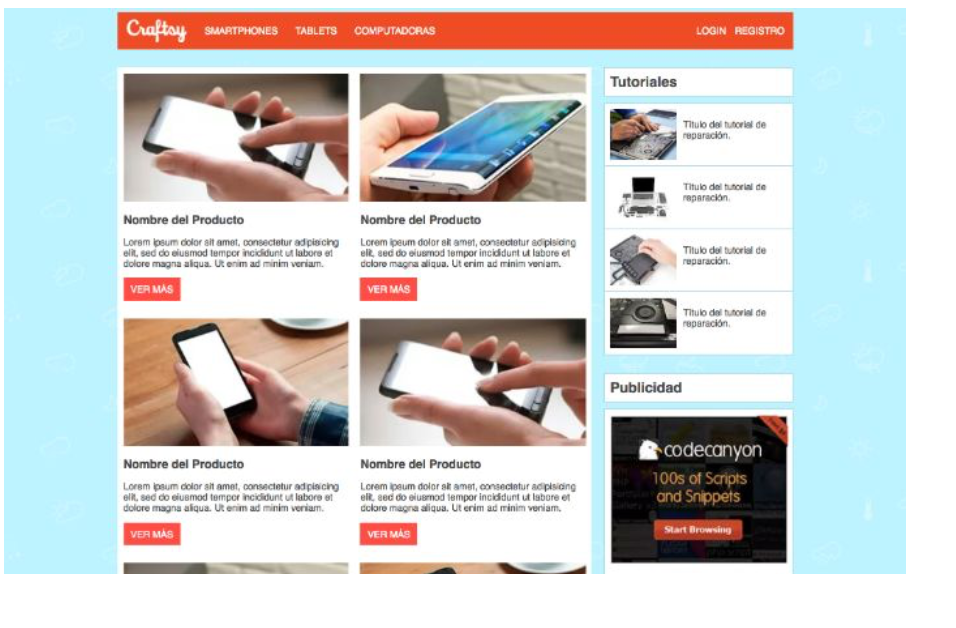 Craftsy SMARTPHONES TABLETS COMPUTADORAS LOGIN REGISTRO
Nombre del Producto
Lorem ipsum dolor sit amet, consectetur adipisicing
elit, sed do eiusmod tempor incididunt ut labore et
dolore magna aliqua. Ut enim ad minim veniam.
VER MÁS
Nombre del Producto
Lorem ipsum dolor sit amet, consectetur adipisicing
elit, sed do eiusmod tempor incididunt ut labore et
dolore magna aliqua. Ut enim ad minim veniam.
VER MÁS
Nombre del Producto
Lorem ipsum dolor sit amet, consectetur adipisicing
elit, sed do eiusmod tempor incididunt ut labore et
dolore magna aliqua. Ut enim ad minim veniam.
VER MÁS
Nombre del Producto
Lorem ipsum dolor sit amet, consectetur adipisicing
elit, sed do eiusmod tempor incididunt ut labore et
dolore magna aliqua. Ut enim ad minim veniam.
VER MÁS
Tutoriales
Título del tutorial de
reparación.
Título del tutorial de
reparación.
Título del tutorial de
reparación.
Título del tutorial de
reparación.
Publicidad
codecanyon
100s of Scripts
and Snippets
Start Browsing